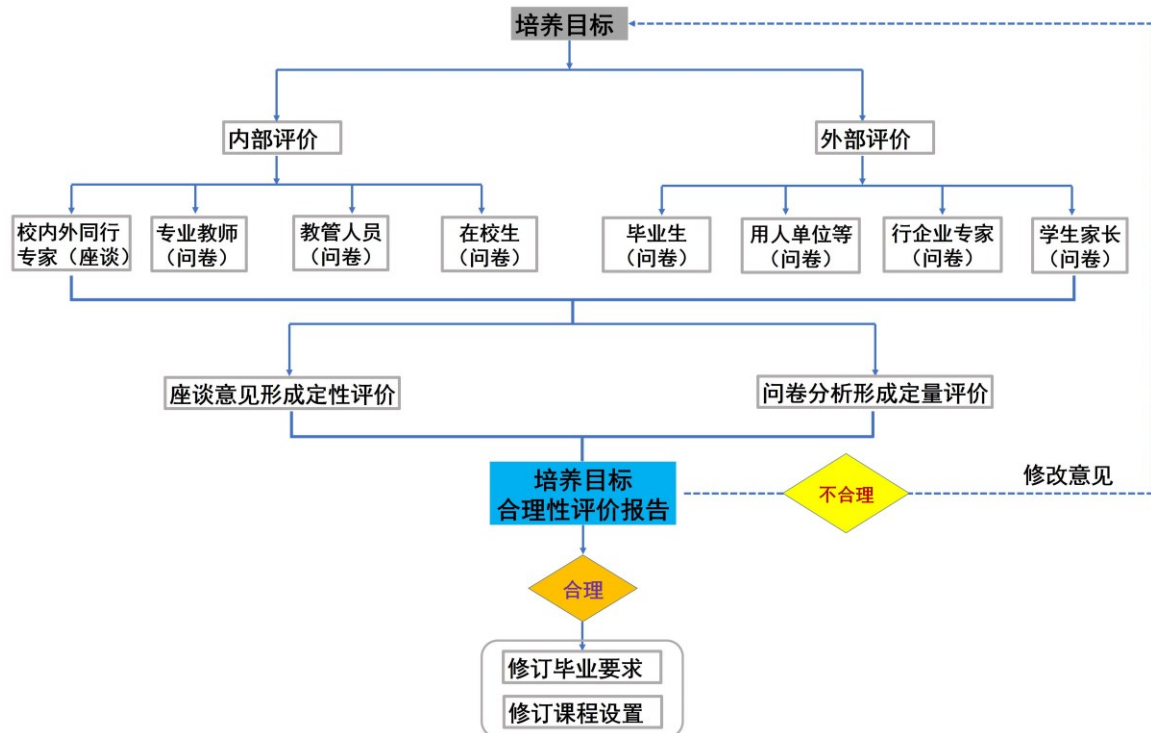 培养目标
内部评价
外部评价
校内外同行
专家（座谈）
专业教师
（问卷）
教管人员
（问卷）
在校生
（问卷）
毕业生
（问卷）
用人单位等
（问卷）
行企业专家
（问卷）
学生家长
（问卷）
座谈意见形成定性评价
问卷分析形成定量评价
培养目标
合理性评价报告
不合理
修改意见
合理
修订毕业要求
修订课程设置